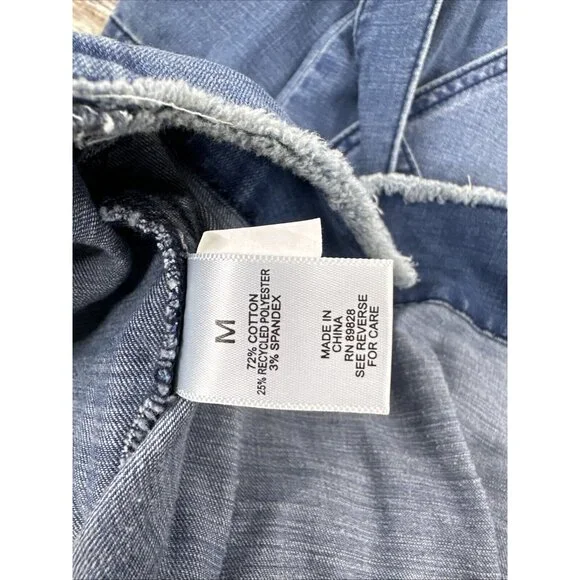 M
72% COTTON
25% RECYCLED POLYESTER
3% SPANDEX
MADE IN
CHINA
RN 89828
SEE REVERSE
FOR CARE